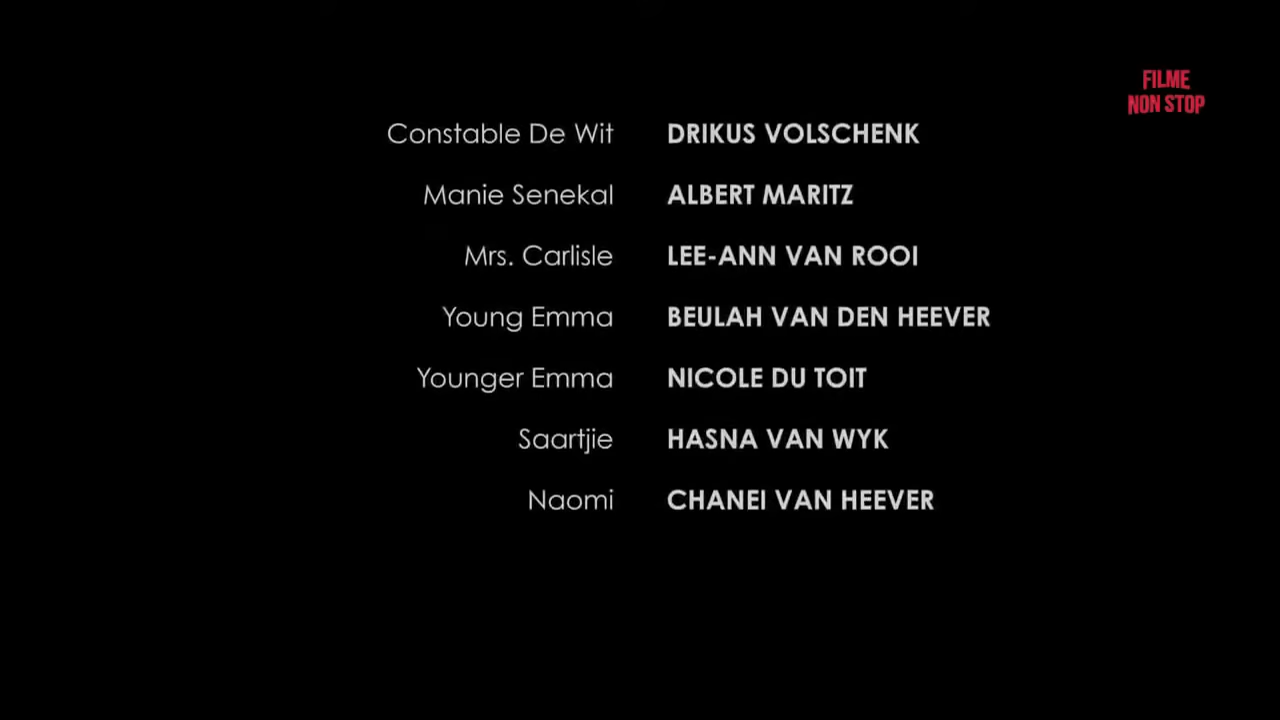 FILME
NON STOP
Constable De Wit DRIKUS VOLSCHENK
Manie Senekal ALBERT MARITZ
Mrs. Carlisle LEE-ANN VAN ROOI
Young Emma BEULAH VAN DEN HEEVER
Younger Emma NICOLE DU TOIT
Saartjie HASNA VAN WYK
Naomi CHANEI VAN HEEVER